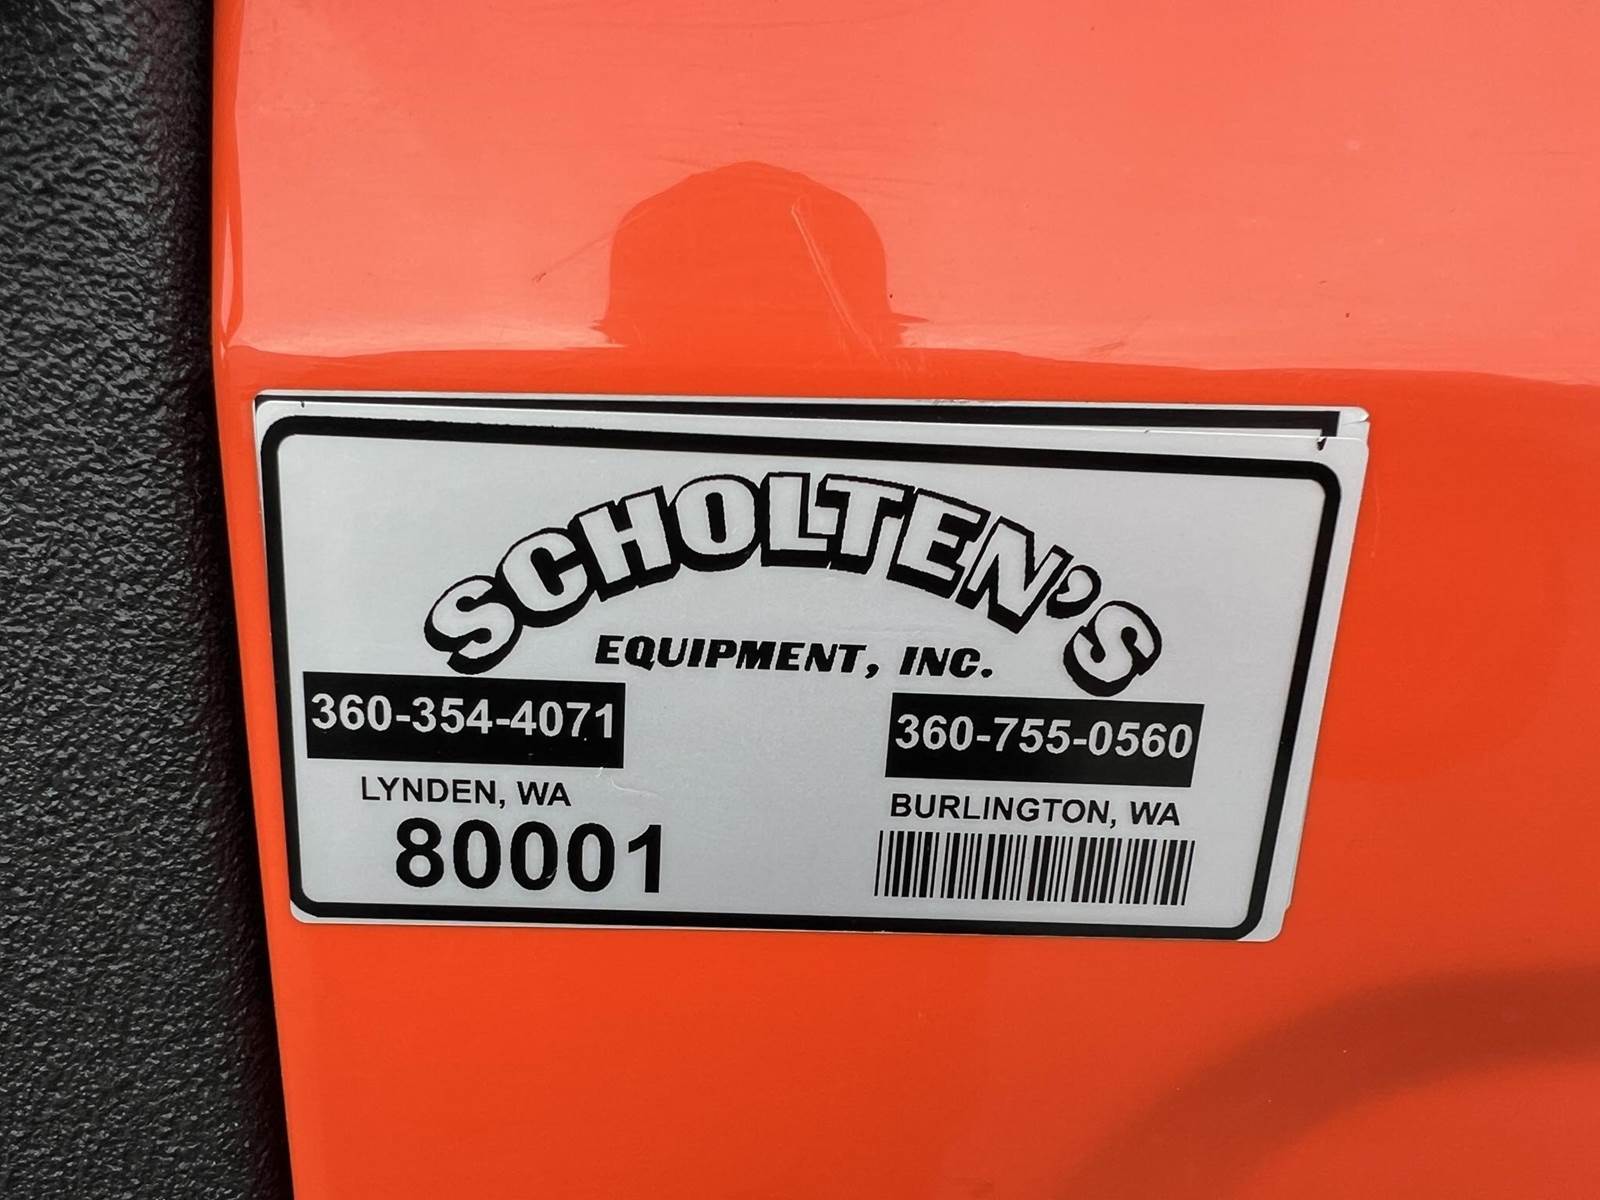 SCHOLTEN'S
EQUIPMENT, INC.
360-354-4071
LYNDEN, WA
80001
360-755-0560
BURLINGTON, WA